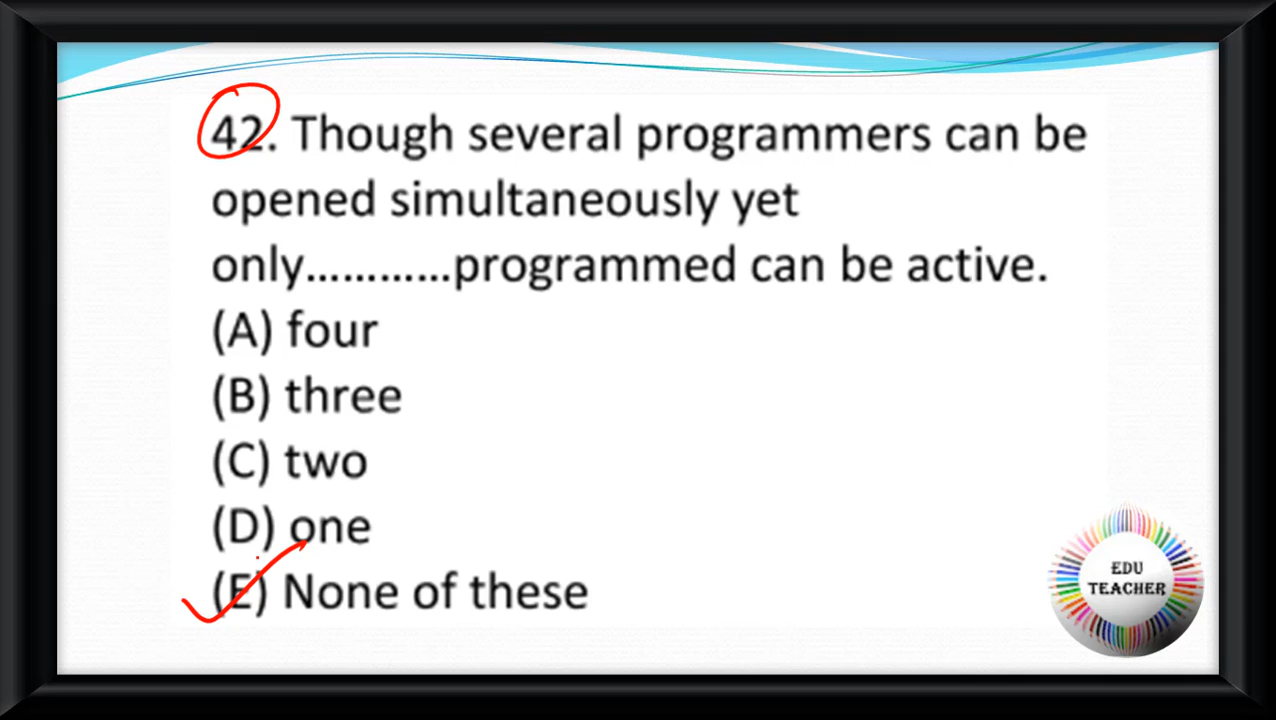 42. Though several programmers can be
opened simultaneously yet
only............programmed can be active.
(A) four
(B) three
(C) two
(D) one
(E) None of these
EDU
TEACHER